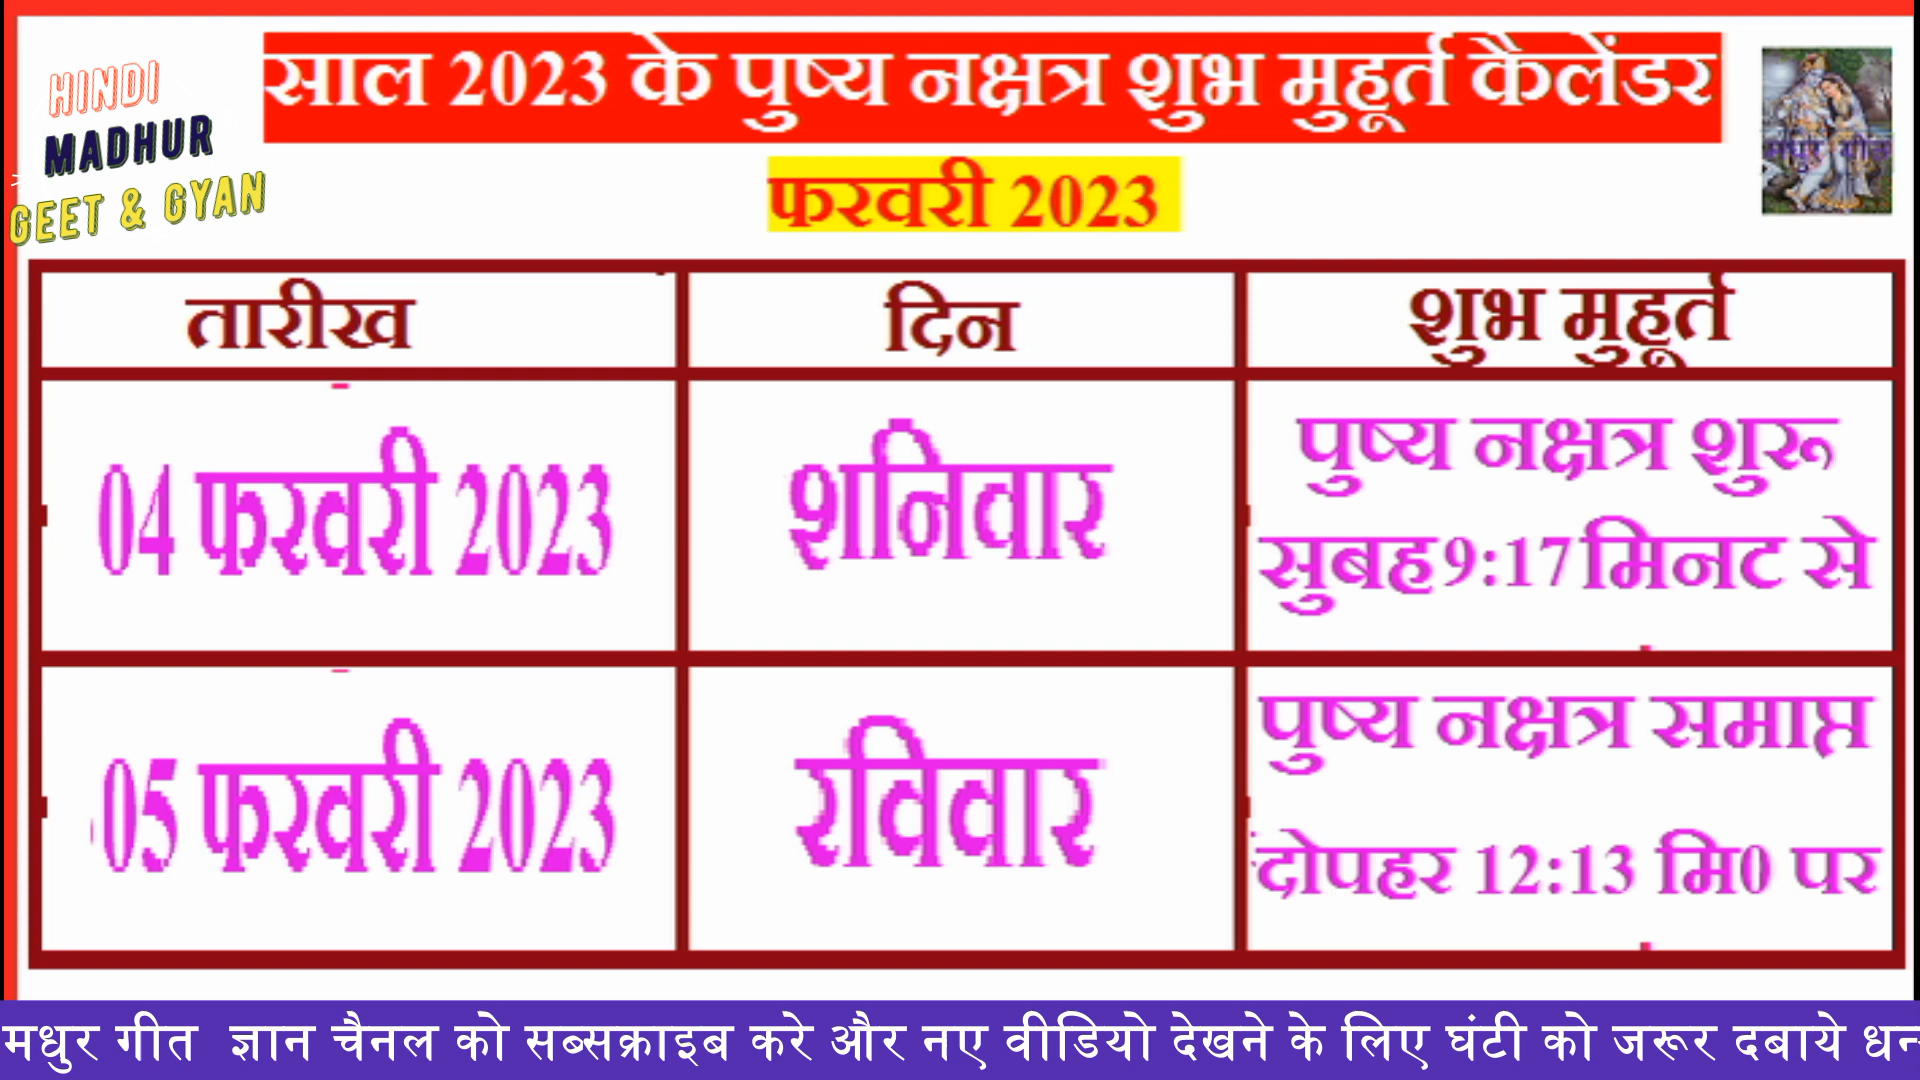 HINDI
MADHUR
GEET & GYAN
साल 2023 के पुष्य नक्षत्र शुभ मुहूर्त कैलेंडर
मधुर गीत
फरवरी 2023
तारीख
दिन
शुभ मुहूर्त
04 फरवरी 2023
शनिवार
पुष्य नक्षत्र शुरू
सुबह 9:17 मिनट से
05 फरवरी 2023
रविवार
पुष्य नक्षत्र समाप्त
दोपहर 12:13 मि0 पर
मधुर गीत ज्ञान चैनल को सब्सक्राइब करे और नए वीडियो देखने के लिए घंटी को जरूर दबाये